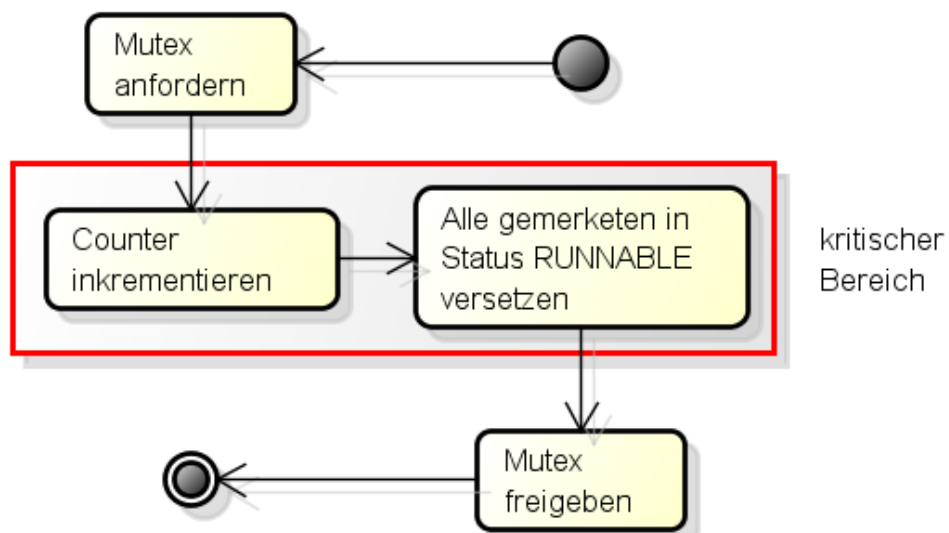 Mutex
anfordern
Counter
inkrementieren
Alle gemerketen in
Status RUNNABLE
versetzen
kritischer
Bereich
Mutex
freigeben